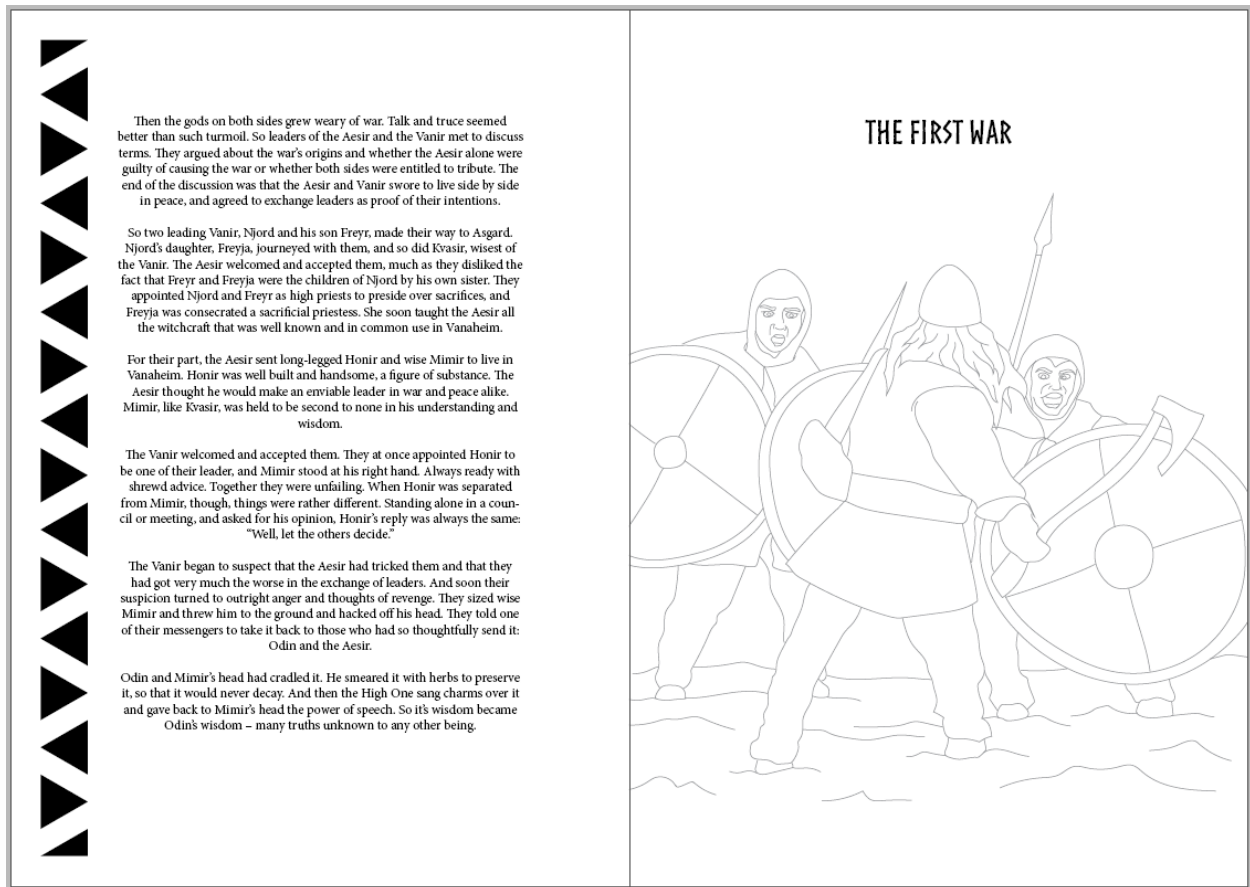 Then the gods on both sides grew weary of war. Talk and truce seemed
better than such turmoil. So leaders of the Aesir and the Vanir met to discuss
terms. They argued about the war's origins and whether the Aesir alone were
guilty of causing the war or whether both sides were entitled to tribute. The
end of the discussion was that the Aesir and Vanir swore to live side by side
in peace, and agreed to exchange leaders as proof of their intentions.
So two leading Vanir, Njord and his son Freyr, made their way to Asgard.
Njord's daughter, Freyja, journeyed with them, and so did Kvasir, wisest of
the Vanir. The Aesir welcomed and accepted them, much as they disliked the
fact that Freyr and Freyja were the children of Njord by his own sister. They
appointed Njord and Freyr as high priests to preside over sacrifices, and
Freyja was consecrated a sacrificial priestess. She soon taught the Aesir all
the witchcraft that was well known and in common use in Vanaheim.
For their part, the Aesir sent long-legged Honir and wise Mimir to live in
Vanaheim. Honir was well built and handsome, a figure of substance. The
Aesir thought he would make an enviable leader in war and peace alike.
Mimir, like Kvasir, was held to be second to none in his understanding and
wisdom.
The Vanir welcomed and accepted them. They at once appointed Honir to
be one of their leader, and Mimir stood at his right hand. Always ready with
shrewd advice. Together they were unfailing. When Honir was separated
from Mimir, though, things were rather different. Standing alone in a coun-
cil or meeting, and asked for his opinion, Honir's reply was always the same:
“Well, let the others decide.”
The Vanir began to suspect that the Aesir had tricked them and that they
had got very much the worse in the exchange of leaders. And soon their
suspicion turned to outright anger and thoughts of revenge. They sized wise
Mimir and threw him to the ground and hacked off his head. They told one
of their messengers to take it back to those who had so thoughtfully send it:
Odin and the Aesir.
Odin and Mimir's head had cradled it. He smeared it with herbs to preserve
it, so that it would never decay. And then the High One sang charms over it
and gave back to Mimir's head the power of speech. So it's wisdom became
Odin's wisdom – many truths unknown to any other being.
THE FIRST WAR